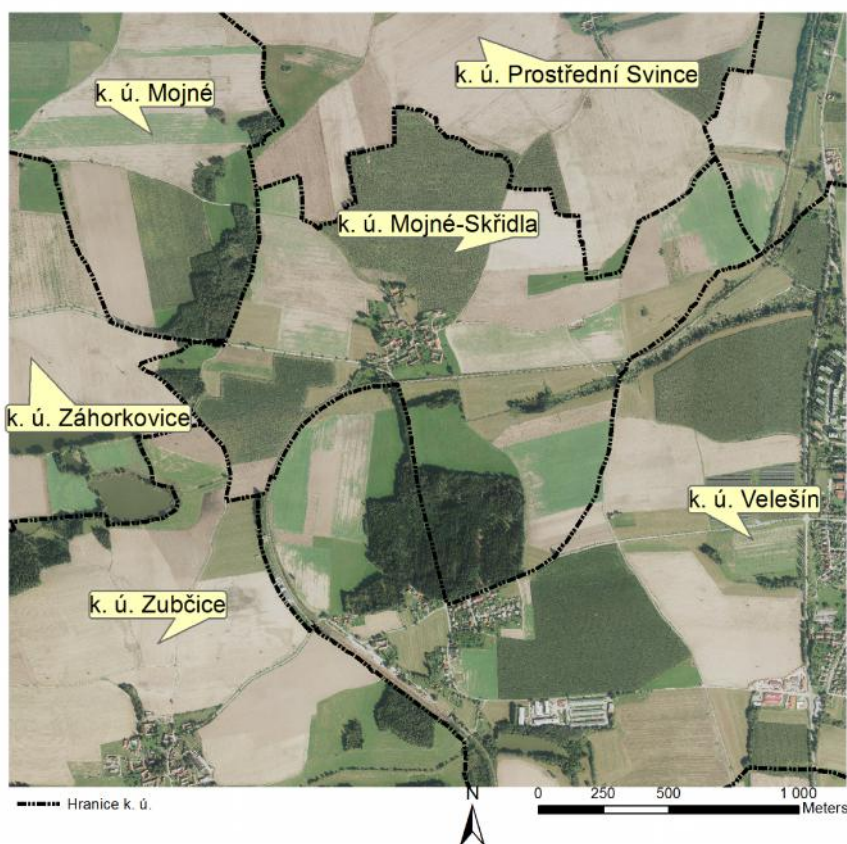 k. ú. Prostřední Svince
k. ú. Mojné
k. ú. Mojné-Skřidla
k. ú. Záhorkovice
k. ú. Velešín
k. ú. Zubčice
Hranice k. ú.
N
0 250 500 1 000
Meters